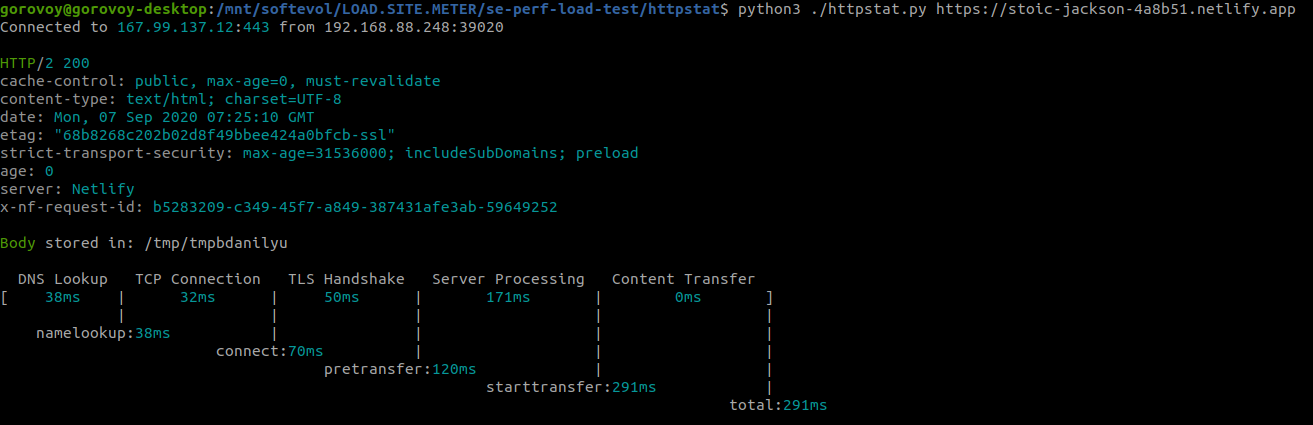 gorovoy@gorovoy-desktop:/mnt/softevol/LOAD.SITE.METER/se-perf-load-test/httpstat$ python3 ./httpstat.py https://stoic-jackson-4a8b51.netlify.app
Connected to 167.99.137.12:443 from 192.168.88.248:39020

HTTP/2 200
cache-control: public, max-age=0, must-revalidate
content-type: text/html; charset=UTF-8
date: Mon, 07 Sep 2020 07:25:10 GMT
etag: "68b8268c202b02d8f49bbee424a0bfcb-ssl"
strict-transport-security: max-age=31536000; includeSubDomains; preload
age: 0
server: Netlify
x-nf-request-id: b5283209-c349-45f7-a849-387431afe3ab-59649252

Body stored in: /tmp/tmpbdanilyu

  DNS Lookup   TCP Connection   TLS Handshake   Server Processing   Content Transfer
[    38ms    |      32ms      |     50ms      |       171ms       |        0ms       ]
             |                |               |                   |                  |
    namelookup:38ms           |               |                   |                  |
                        connect:70ms          |                   |                  |
                                    pretransfer:120ms             |                  |
                                                      starttransfer:291ms            |
                                                                                 total:291ms